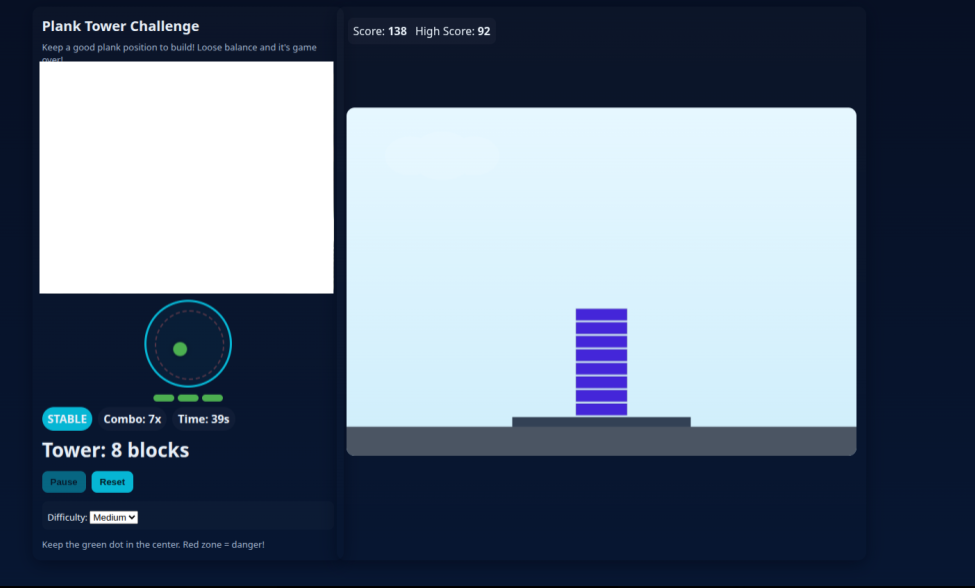 Plank Tower Challenge
Keep a good plank position to build! Loose balance and it's game
over!
Score: 138 High Score: 92
STABLE Combo: 7x Time: 39s
Tower: 8 blocks
Pause Reset
Difficulty: Medium
Keep the green dot in the center. Red zone = danger!